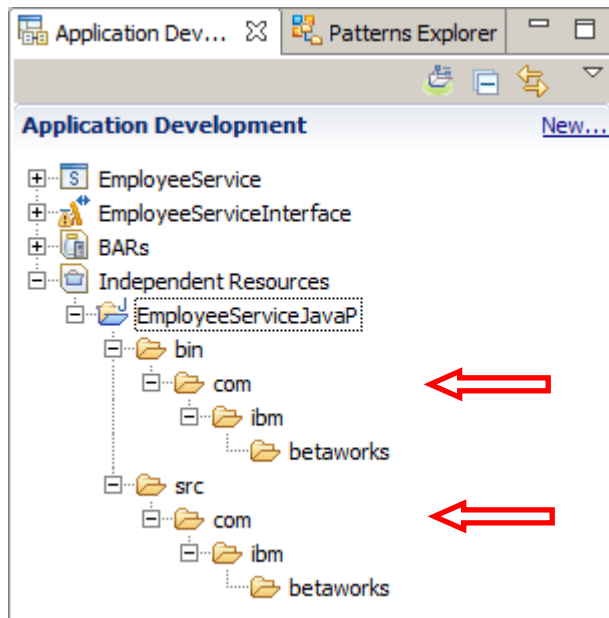 Application Dev... Patterns Explorer
Application Development New...
S EmployeeService
EmployeeServiceInterface
BARs
Independent Resources
J EmployeeServiceJavaP
bin
com
ibm
betaworks
src
com
ibm
betaworks